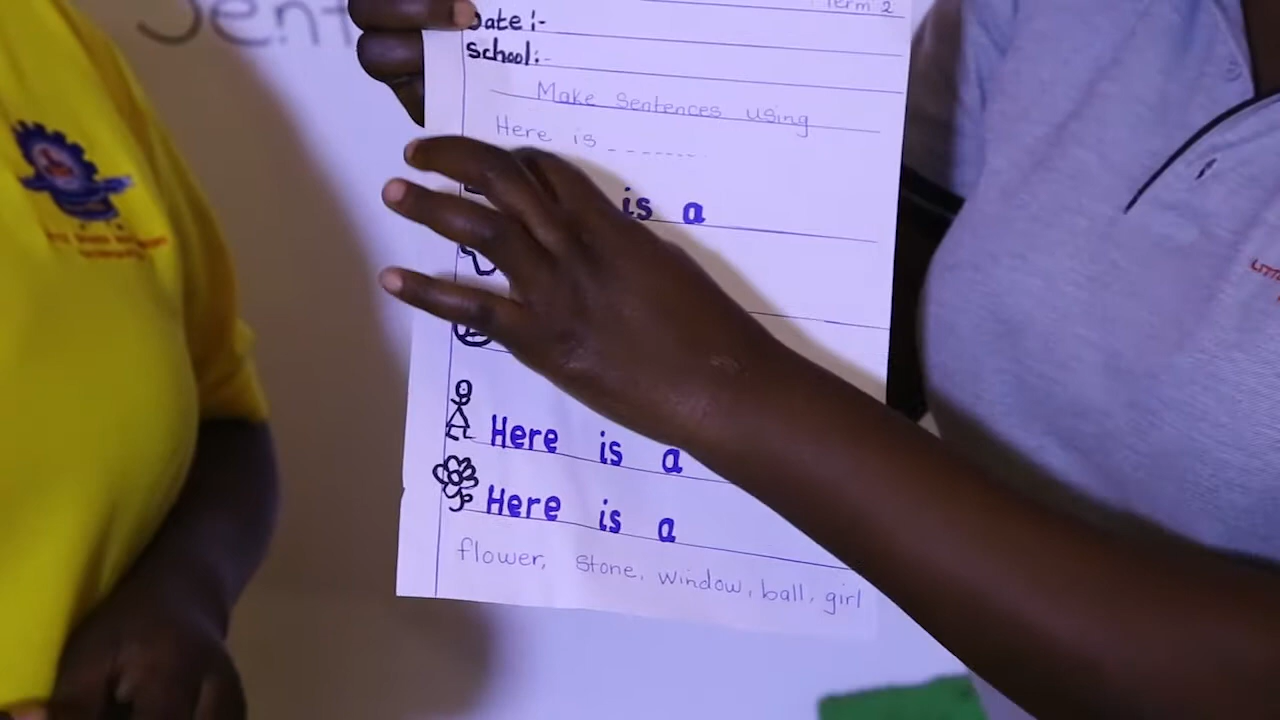 Sent
Term 2
Date:-
School:-
Make Sentences using
Here is _ _ _ _ _ _ _
is a
Here is a
Here is a
flower, stone, window, ball, girl